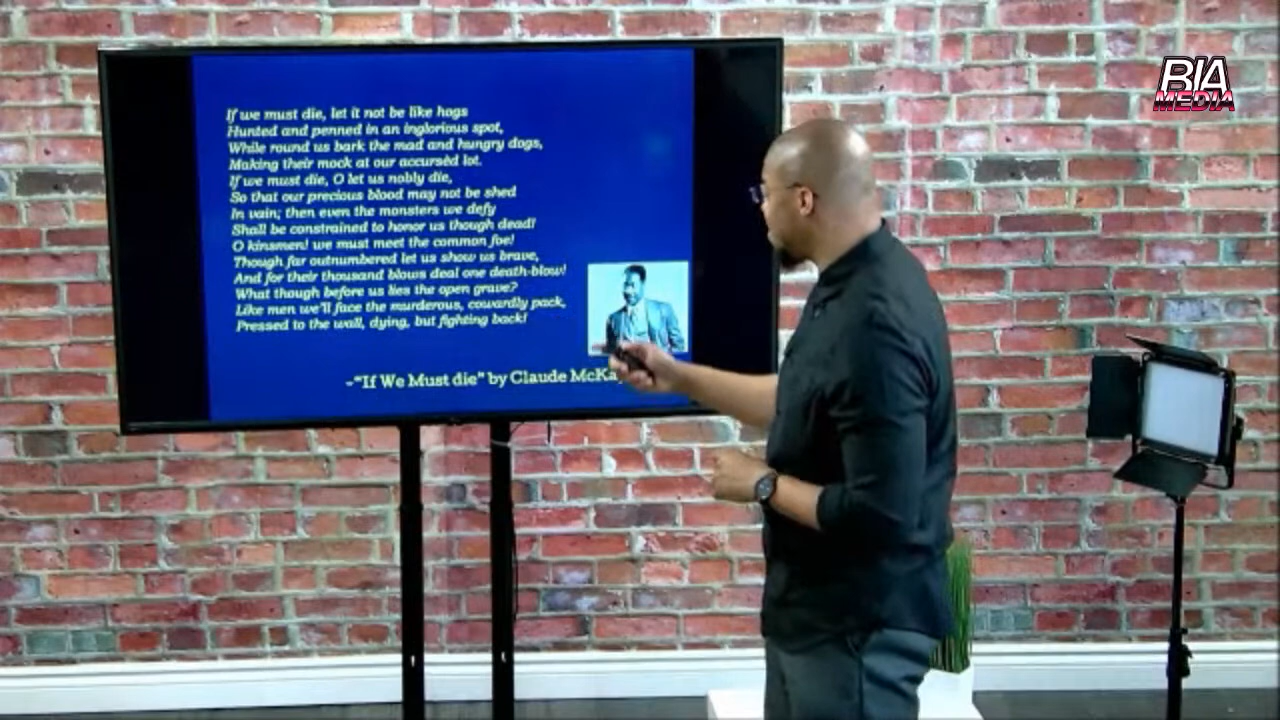 If we must die, let it not be like hogs
Hunted and penned in an inglorious spot,
While round us bark the mad and hungry dogs,
Making their mock at our accursèd lot.
If we must die, O let us nobly die,
So that our precious blood may not be shed
In vain; then even the monsters we defy
Shall be constrained to honor us though dead!
O kinsmen! we must meet the common foe!
Though far outnumbered let us show us brave,
And for their thousand blows deal one death-blow!
What though before us lies the open grave?
Like men we'll face the murderous, cowardly pack,
Pressed to the wall, dying, but fighting back!
-"If We Must die" by Claude McKa
BIA
MEDIA